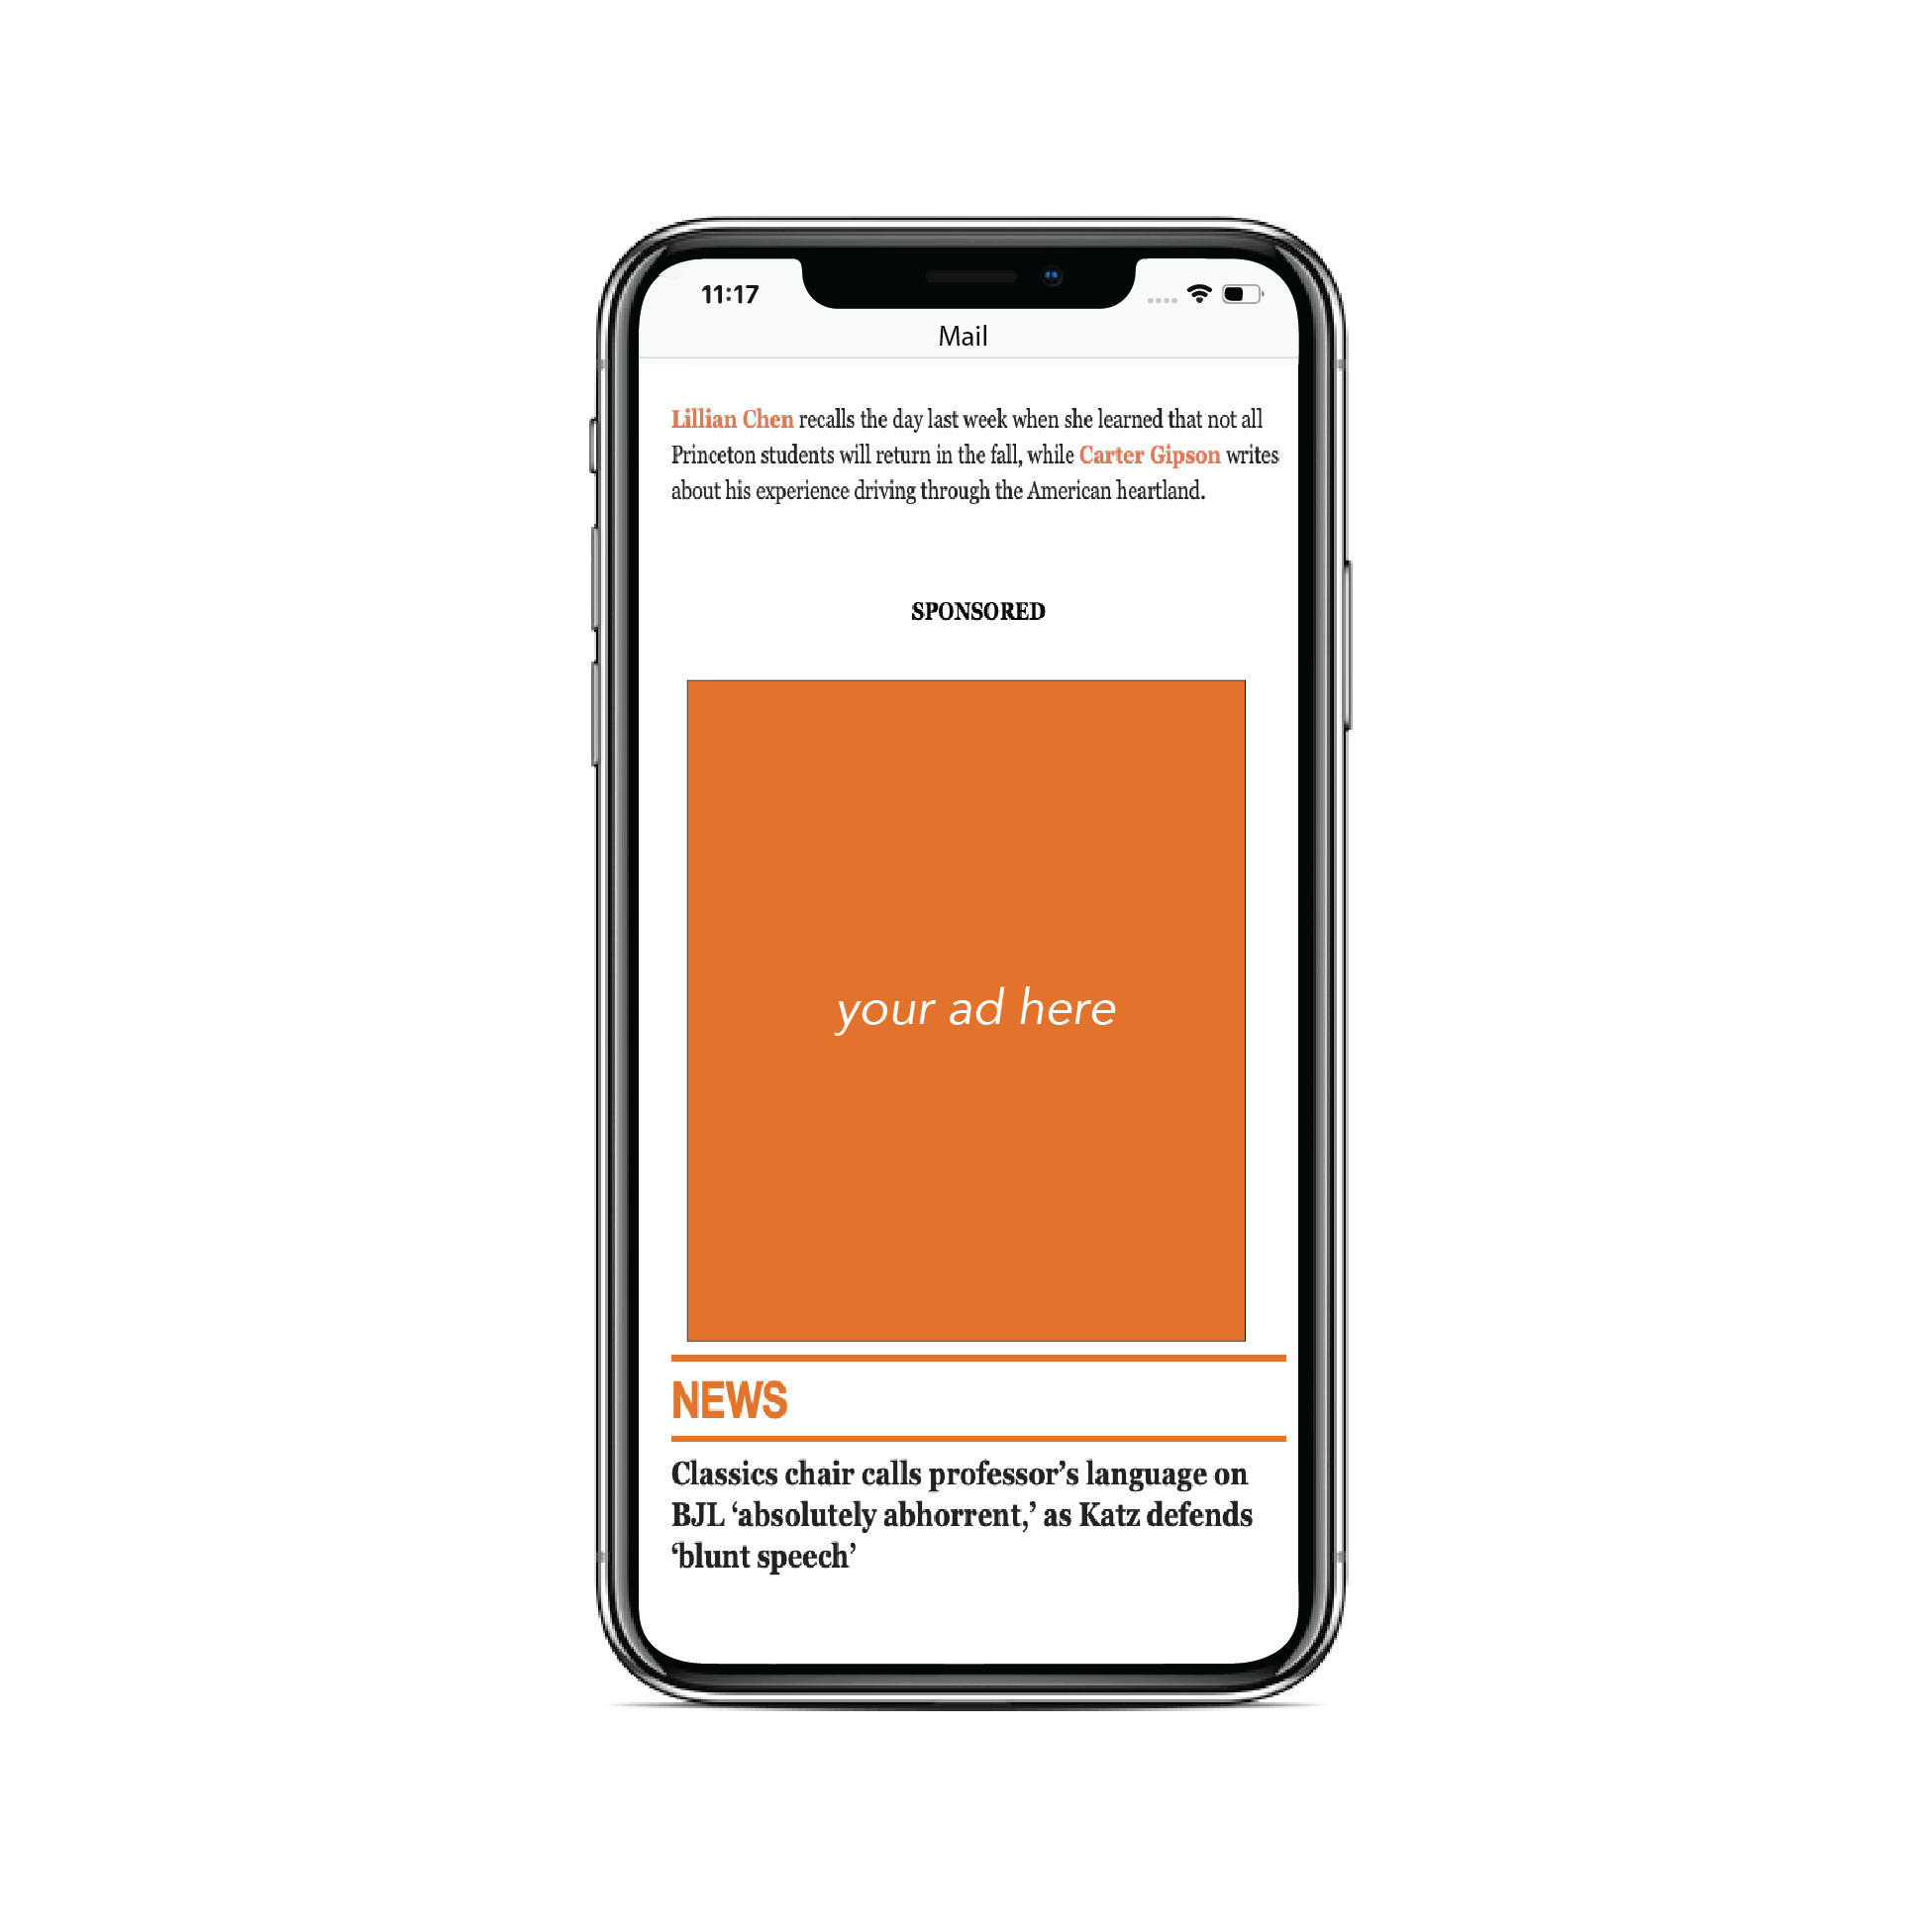 11:17
Mail
Lillian Chen recalls the day last week when she learned that not all
Princeton students will return in the fall, while Carter Gipson writes
about his experience driving through the American heartland.
SPONSORED
your ad here
NEWS
Classics chair calls professor’s language on
BJL ‘absolutely abhorrent,’ as Katz defends
‘blunt speech’